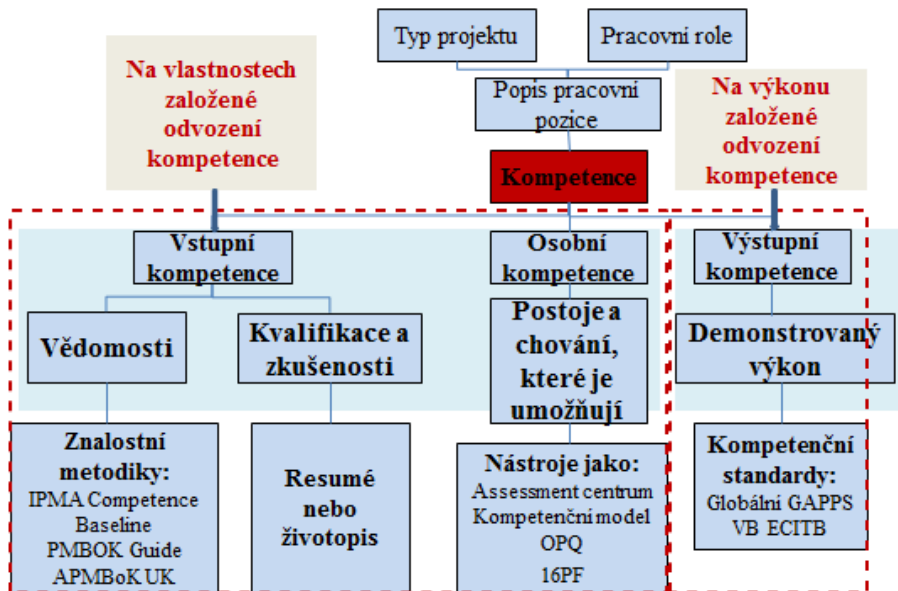 Typ projektu
Pracovní role
Na vlastnostech
založené
odvození
kompetence
Popis pracovní
pozice
Na výkonu
založené
odvození
kompetence
Kompetence
Vstupní
kompetence
Osobní
kompetence
Výstupní
kompetence
Vědomosti
Kvalifikace a
zkušenosti
Postoje a
chování,
které je
umožňují
Demonstrovaný
výkon
Znalostní
metodiky:
IPMA Competence
Baseline
PMBOK Guide
APMBoK UK
Resumé
nebo
životopis
Nástroje jako:
Assessment centrum
Kompetenční model
OPQ
16PF
Kompetenční
standardy:
Globální GAPPS
VB ECITB